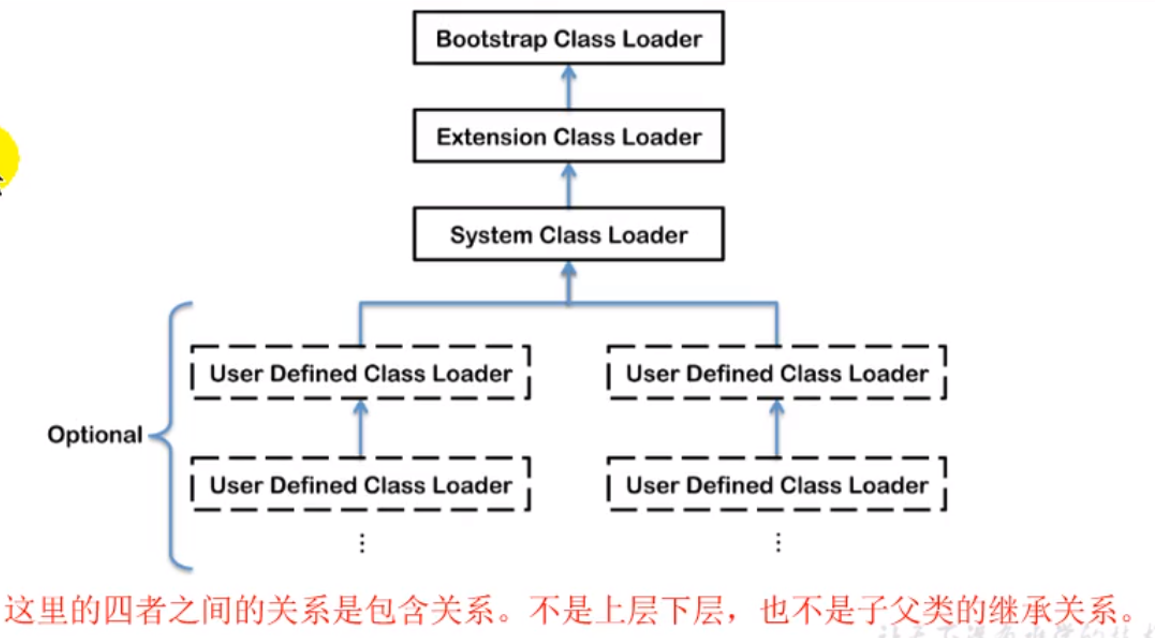 Bootstrap Class Loader
Extension Class Loader
System Class Loader
User Defined Class Loader User Defined Class Loader
Optional
User Defined Class Loader User Defined Class Loader
这里的四者之间的关系是包含关系。不是上层下层，也不是子父类的继承关系。